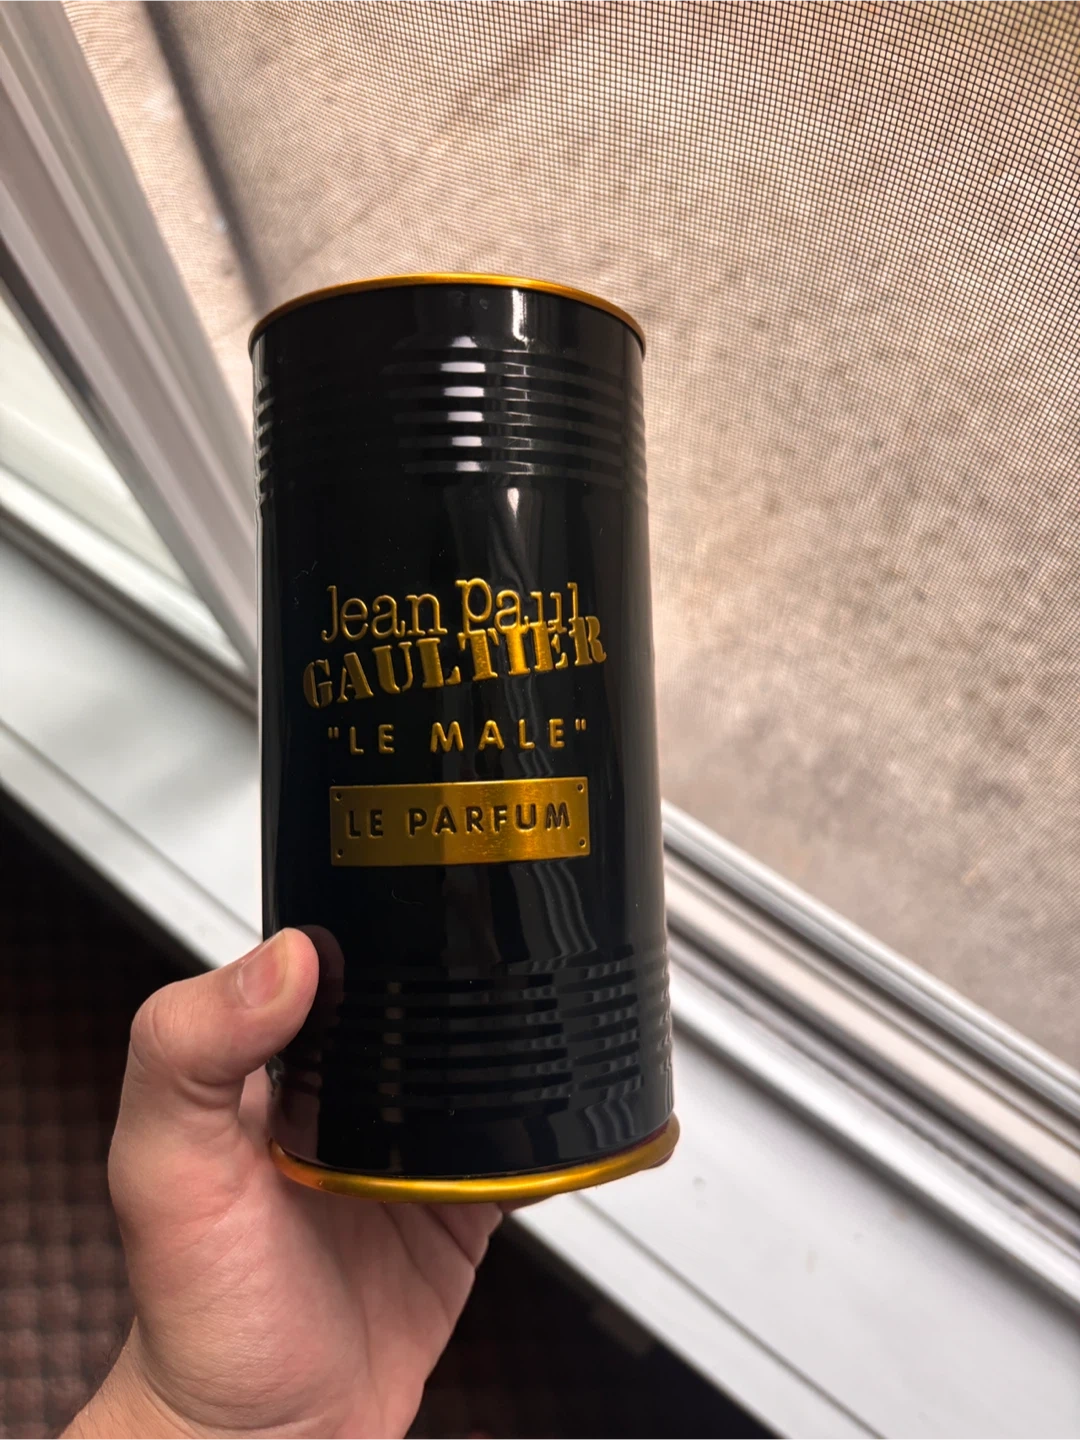 Jean Paul
GAULTIER
"LE MALE"
LE PARFUM